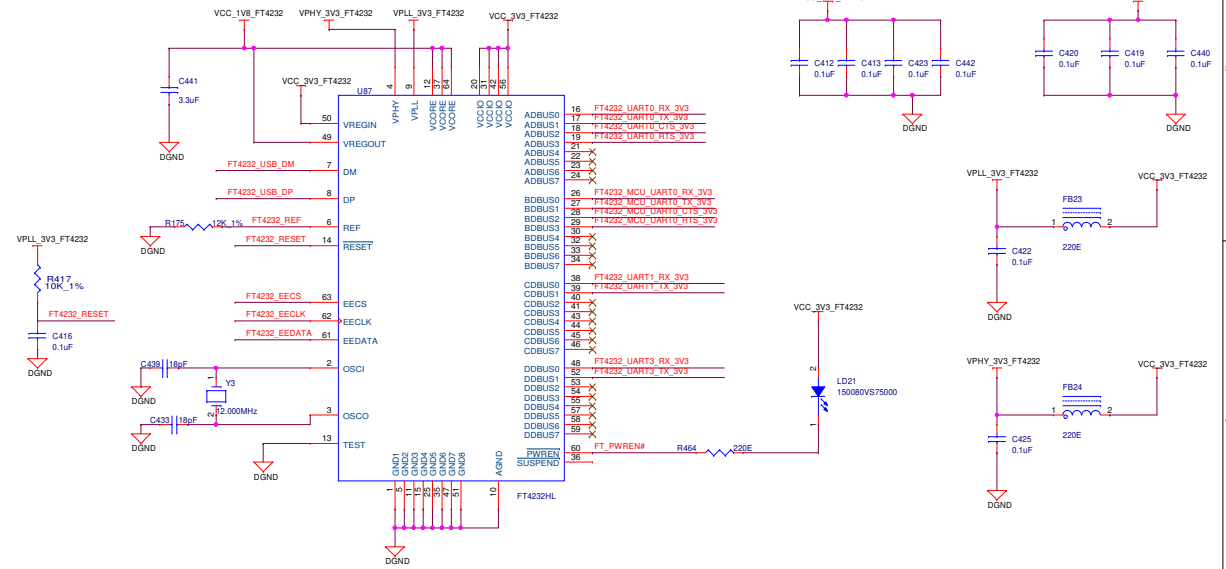 VCC_1V8_FT4232
VPHY_3V3_FT4232
VPLL_3V3_FT4232
VCC_3V3_FT4232
C441
3.3uF
DGND
VCC_3V3_FT4232
U87
4
9
12
37
64
20
31
42
56
VPHY
VPLL
VCORE
VCORE
VCORE
VCCIO
VCCIO
VCCIO
VCCIO
50 VREGIN
49 VREGOUT
FT4232_USB_DM 7 DM
FT4232_USB_DP 8 DP
DGND R175 12K_1% FT4232_REF 6 REF
FT4232_RESET 14 RESET
FT4232_EECS 63 EECS
FT4232_EECLK 62 EECLK
FT4232_EEDATA 61 EEDATA
2 OSCI
3 OSCO
13 TEST
C439 18pF
DGND
1
Y3
12.000MHz
2
C433 18pF
DGND
DGND
VPLL_3V3_FT4232
R417
10K_1%
FT4232_RESET
C416
0.1uF
DGND
ADBUS0 16 FT4232_UART0_RX_3V3
ADBUS1 17 FT4232_UART0_TX_3V3
ADBUS2 18 FT4232_UART0_CTS_3V3
ADBUS3 19 FT4232_UART0_RTS_3V3
ADBUS4 21
ADBUS5 22
ADBUS6 23
ADBUS7 24
BDBUS0 26 FT4232_MCU_UART0_RX_3V3
BDBUS1 27 FT4232_MCU_UART0_TX_3V3
BDBUS2 28 FT4232_MCU_UART0_CTS_3V3
BDBUS3 29 FT4232_MCU_UART0_RTS_3V3
BDBUS4 30
BDBUS5 32
BDBUS6 33
BDBUS7 34
CDBUS0 38 FT4232_UART1_RX_3V3
CDBUS1 39 FT4232_UART1_TX_3V3
CDBUS2 40
CDBUS3 41
CDBUS4 43
CDBUS5 44
CDBUS6 45
CDBUS7 46
DDBUS0 48 FT4232_UART3_RX_3V3
DDBUS1 52 FT4232_UART3_TX_3V3
DDBUS2 53
DDBUS3 54
DDBUS4 55
DDBUS5 57
DDBUS6 58
DDBUS7 59
PWREN 60 FT_PWREN# R464 220E
SUSPEND 36
GND1
GND2
GND3
GND4
GND5
GND6
GND7
GND8
AGND
1
5
11
15
25
35
47
51
10
FT4232HL
DGND
VCC_3V3_FT4232
2
LD21
150080VS75000
1
C412
0.1uF
C413
0.1uF
C423
0.1uF
C442
0.1uF
DGND
C420
0.1uF
C419
0.1uF
C440
0.1uF
DGND
VPLL_3V3_FT4232
VCC_3V3_FT4232
FB23
1 2
220E
C422
0.1uF
DGND
VPHY_3V3_FT4232
VCC_3V3_FT4232
FB24
1 2
220E
C425
0.1uF
DGND